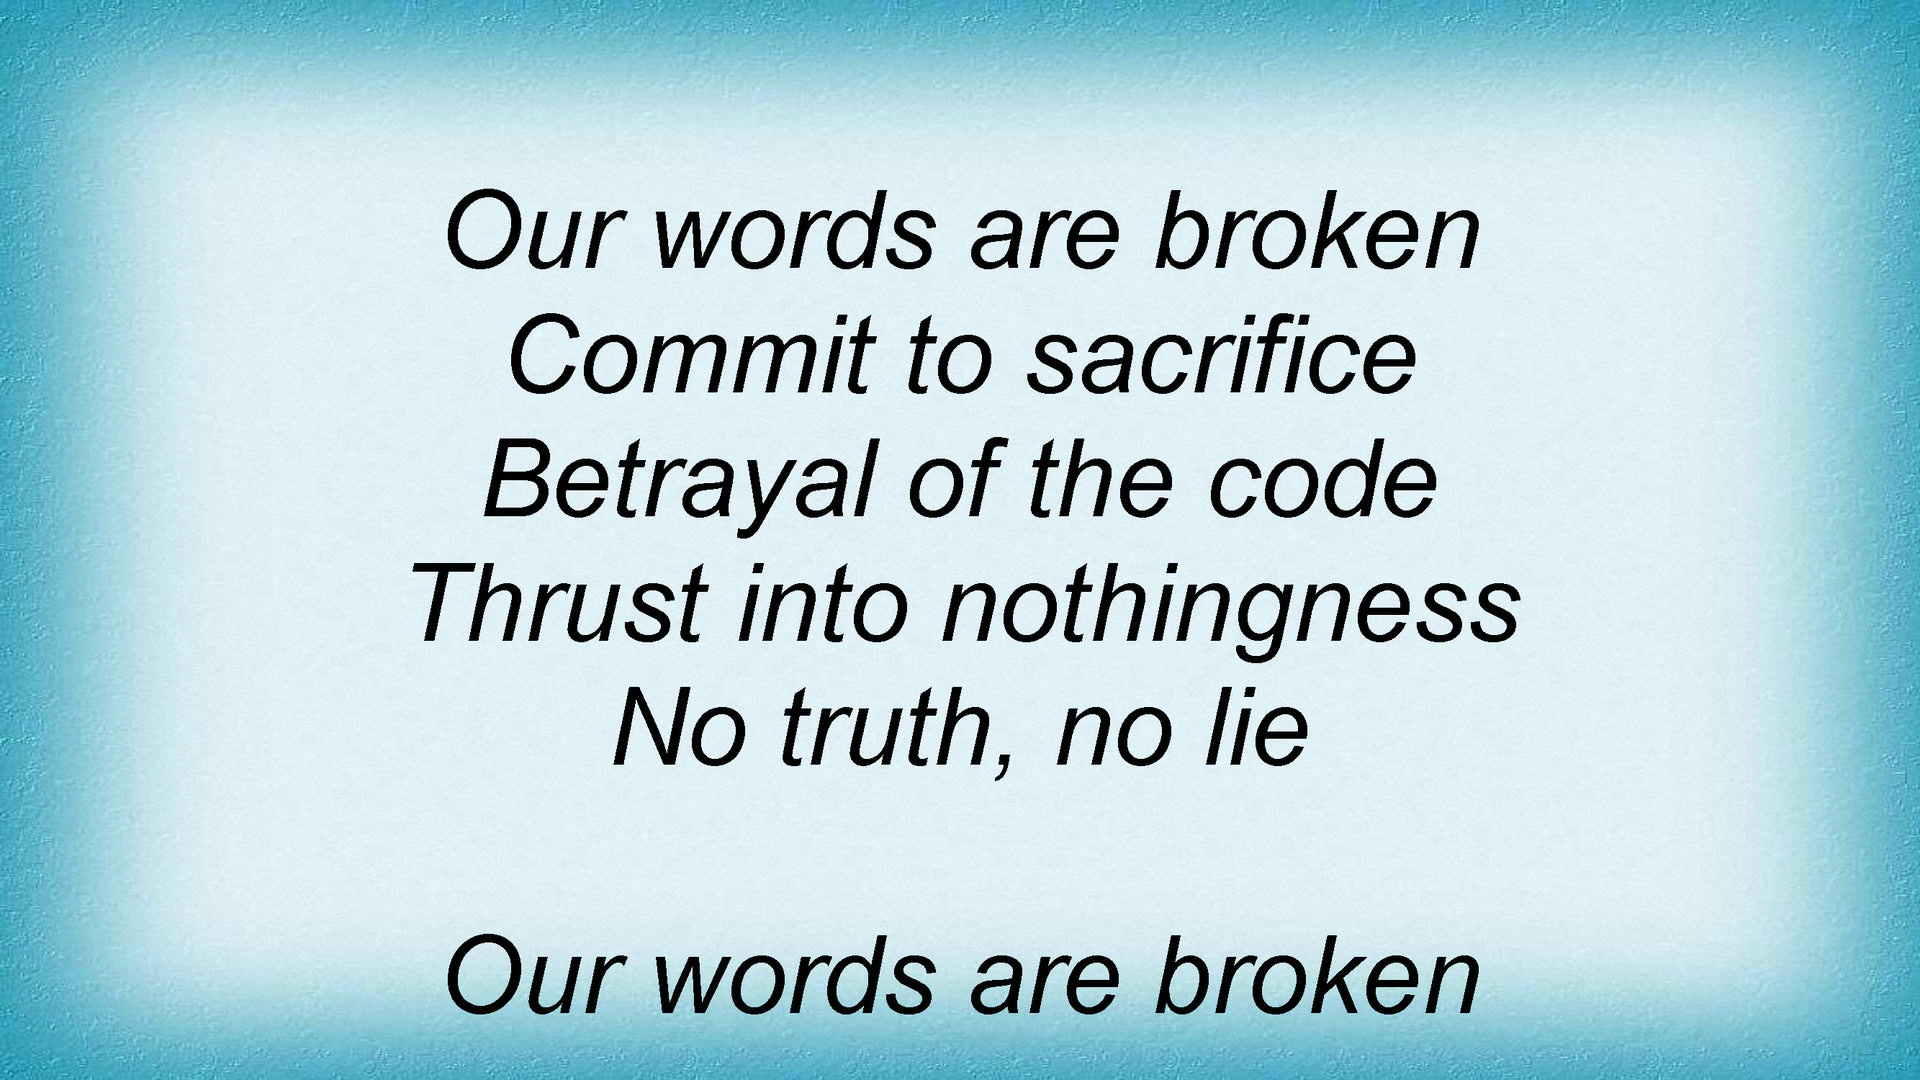 Our words are broken
Commit to sacrifice
Betrayal of the code
Thrust into nothingness
No truth, no lie
Our words are broken